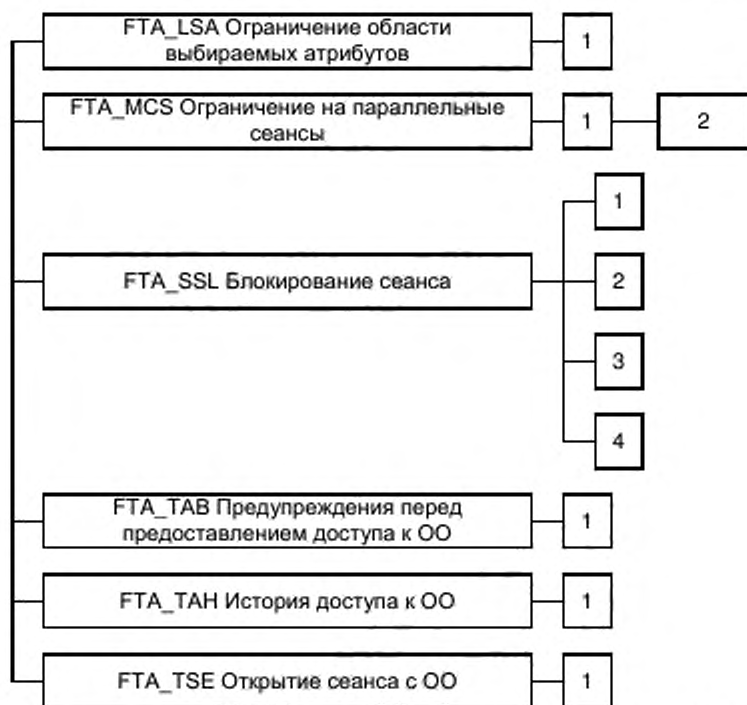 FTA_LSA Ограничение области
выбираемых атрибутов
1
FTA_MCS Ограничение на параллельные
сеансы
1
2
1
FTA_SSL Блокирование сеанса
2
3
4
FTA_TAB Предупреждения перед
предоставлением доступа к ОО
1
FTA_TAH История доступа к ОО
1
FTA_TSE Открытие сеанса с ОО
1